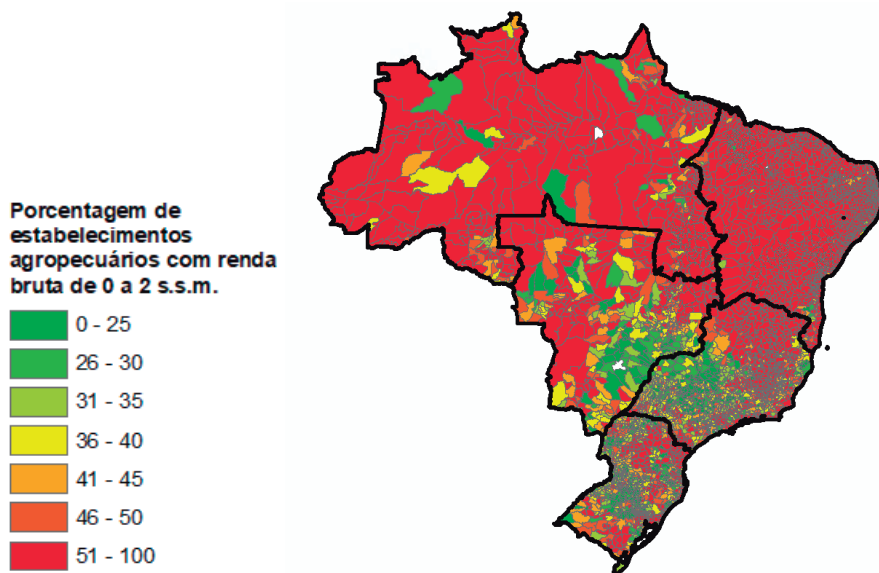 Porcentagem de
estabelecimentos
agropecuários com renda
bruta de 0 a 2 s.s.m.
0 - 25
26 - 30
31 - 35
36 - 40
41 - 45
46 - 50
51 - 100